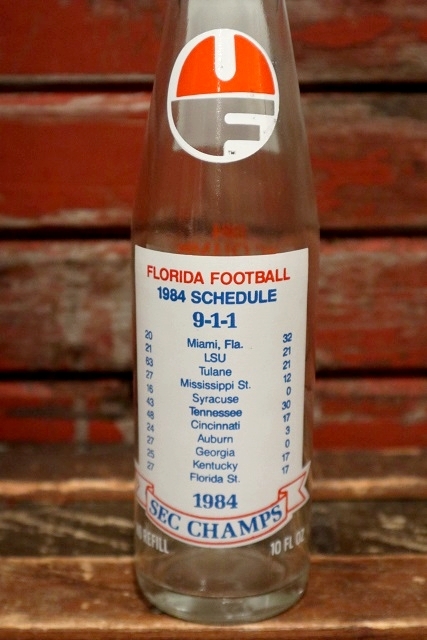 UF
FLORIDA FOOTBALL
1984 SCHEDULE
9-1-1
20 Miami, Fla. 32
21 LSU 21
63 Tulane 21
27 Mississippi St. 12
16 Syracuse 0
43 Tennessee 30
48 Cincinnati 17
24 Auburn 3
27 Georgia 0
25 Kentucky 17
27 Florida St. 17
1984
SEC CHAMPS
REFILL 10 FL OZ